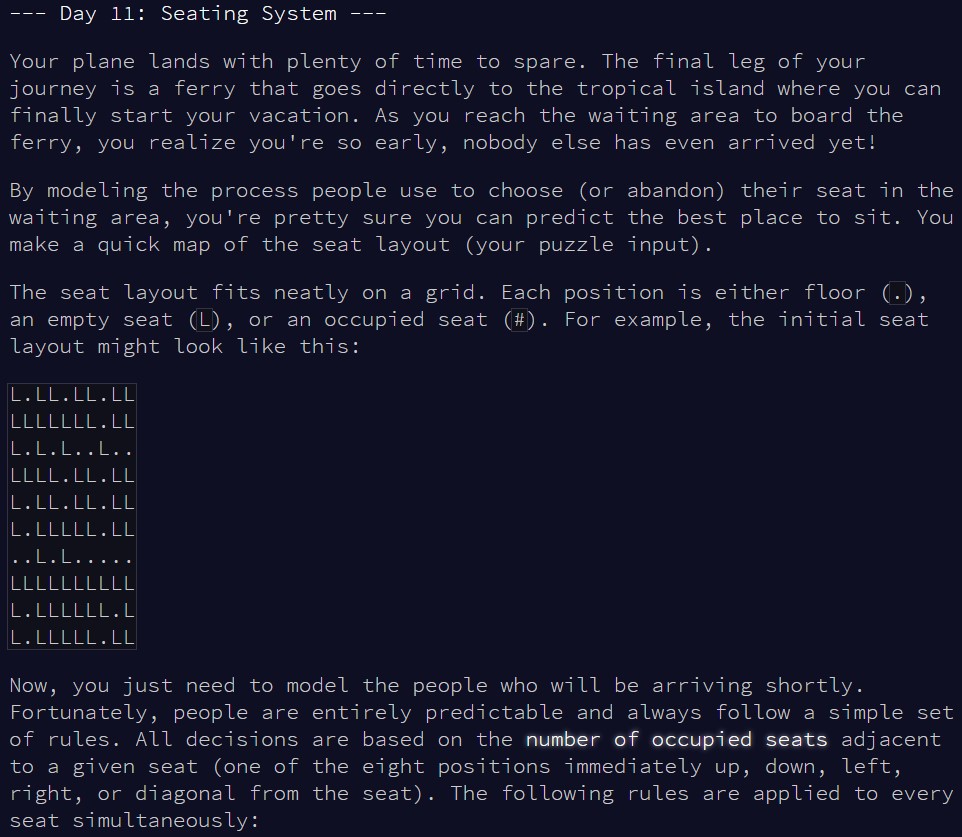 --- Day 11: Seating System ---
Your plane lands with plenty of time to spare. The final leg of your
journey is a ferry that goes directly to the tropical island where you can
finally start your vacation. As you reach the waiting area to board the
ferry, you realize you're so early, nobody else has even arrived yet!
By modeling the process people use to choose (or abandon) their seat in the
waiting area, you're pretty sure you can predict the best place to sit. You
make a quick map of the seat layout (your puzzle input).
The seat layout fits neatly on a grid. Each position is either floor (.),
an empty seat (L), or an occupied seat (#). For example, the initial seat
layout might look like this:
L.LL.LL.LL
LLLLLLL.LL
L.L.L..L..
LLLL.LL.LL
L.LL.LL.LL
L.LLLLL.LL
..L.L.....
LLLLLLLLLL
L.LLLLLL.L
L.LLLLL.LL
Now, you just need to model the people who will be arriving shortly.
Fortunately, people are entirely predictable and always follow a simple set
of rules. All decisions are based on the number of occupied seats adjacent
to a given seat (one of the eight positions immediately up, down, left,
right, or diagonal from the seat). The following rules are applied to every
seat simultaneously: